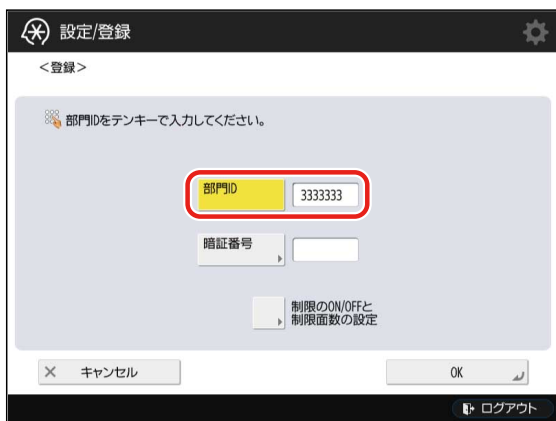 設定/登録
<登録>
部門IDをテンキーで入力してください。
部門ID
3333333
暗証番号
制限のON/OFFと
制限面数の設定
キャンセル
OK
ログアウト